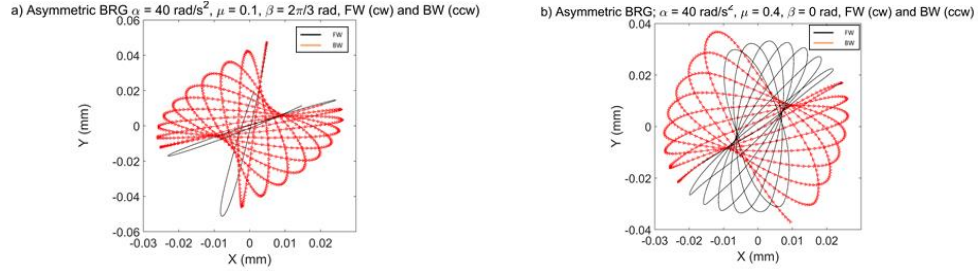 a) Asymmetric BRG α = 40 rad/s², μ = 0.1, β = 2π/3 rad, FW (cw) and BW (ccw)
FW
BW
0.06
0.04
0.02
0
-0.02
-0.04
-0.06
Y (mm)
-0.03 -0.02 -0.01 0 0.01 0.02
X (mm)
b) Asymmetric BRG; α = 40 rad/s², μ = 0.4, β = 0 rad, FW (cw) and BW (ccw)
FW
BW
0.04
0.02
0
-0.02
-0.04
Y (mm)
-0.03 -0.02 -0.01 0 0.01 0.02
X (mm)